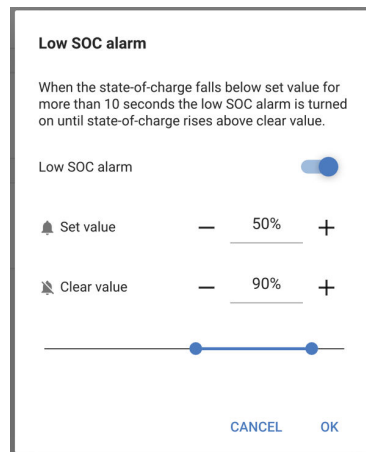 Low SOC alarm
When the state-of-charge falls below set value for
more than 10 seconds the low SOC alarm is turned
on until state-of-charge rises above clear value.
Low SOC alarm
Set value — 50% +
Clear value — 90% +
CANCEL OK